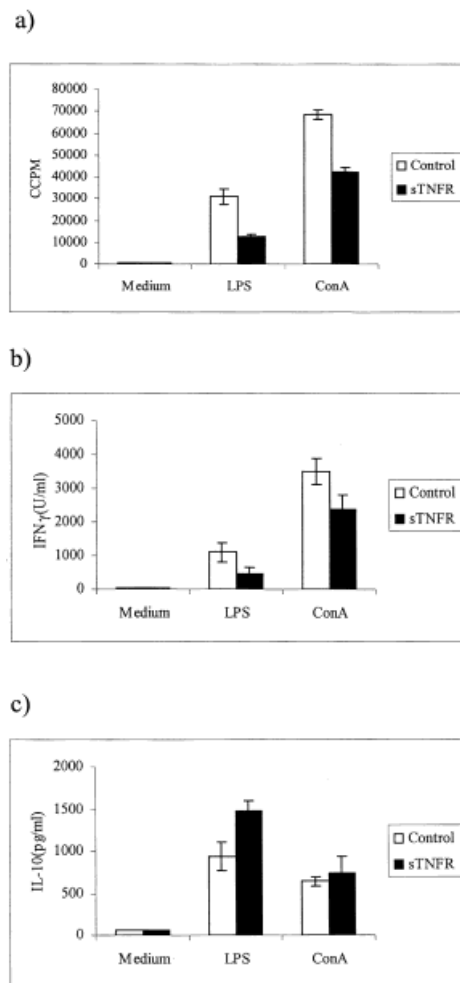 a)
80000
70000
60000
50000
40000
30000
20000
10000
0
CCPM
Medium LPS ConA
Control
sTNFR
b)
5000
4000
3000
2000
1000
0
IFNγ(U/ml)
Medium LPS ConA
Control
sTNFR
c)
2000
1500
1000
500
0
IL-10(pg/ml)
Medium LPS ConA
Control
sTNFR